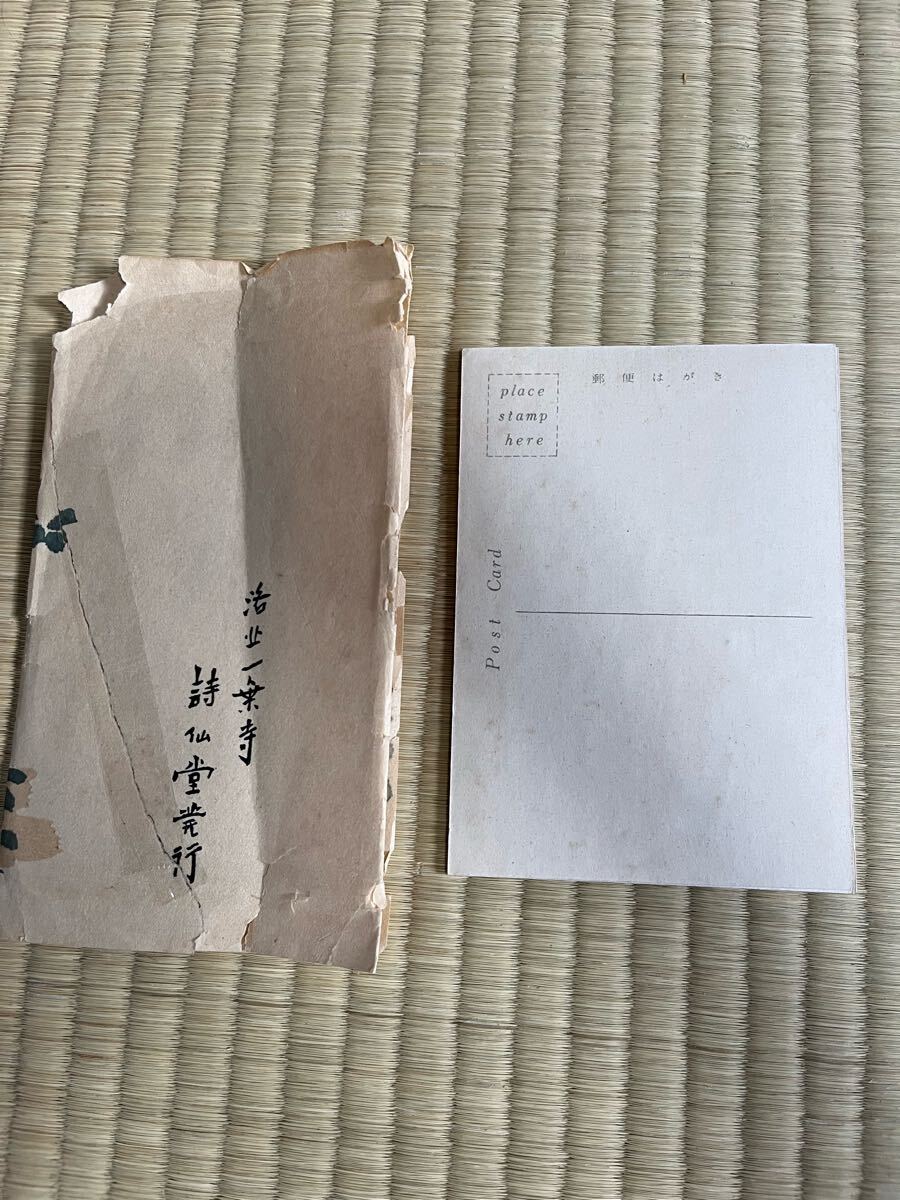 洛北一乗寺
詩仙堂発行
郵便はがき
place
stamp
here
Post Card